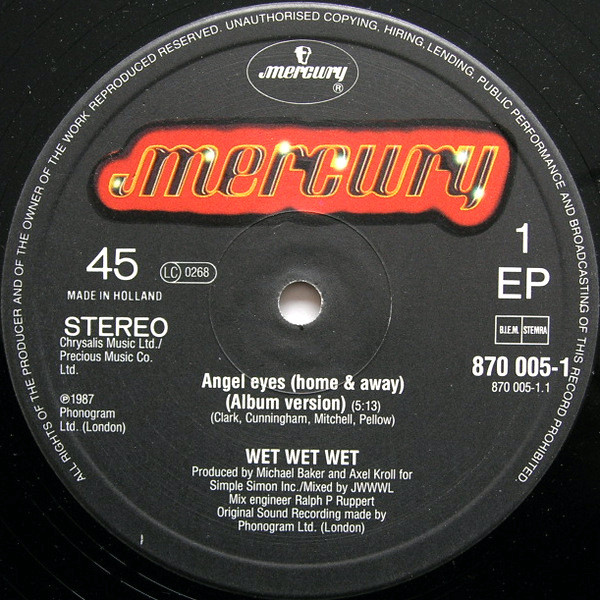 ALL RIGHTS OF THE PRODUCER AND OF THE OWNER OF THE WORK REPRODUCED RESERVED. UNAUTHORISED COPYING, HIRING, LENDING, PUBLIC PERFORMANCE AND BROADCASTING OF THIS RECORD PROHIBITED.
mercury
®
mercury
45
LC 0268
MADE IN HOLLAND
1
EP
STEREO
B.I.E.M. STEMRA
Chrysalis Music Ltd./
Precious Music Co.
Ltd.
870 005-1
870 005-1.1
℗1987
Phonogram
Ltd. (London)
Angel eyes (home & away)
(Album version) (5:13)
(Clark, Cunningham, Mitchell, Pellow)
WET WET WET
Produced by Michael Baker and Axel Kroll for
Simple Simon Inc./Mixed by JWWWL
Mix engineer Ralph P Ruppert
Original Sound Recording made by
Phonogram Ltd. (London)